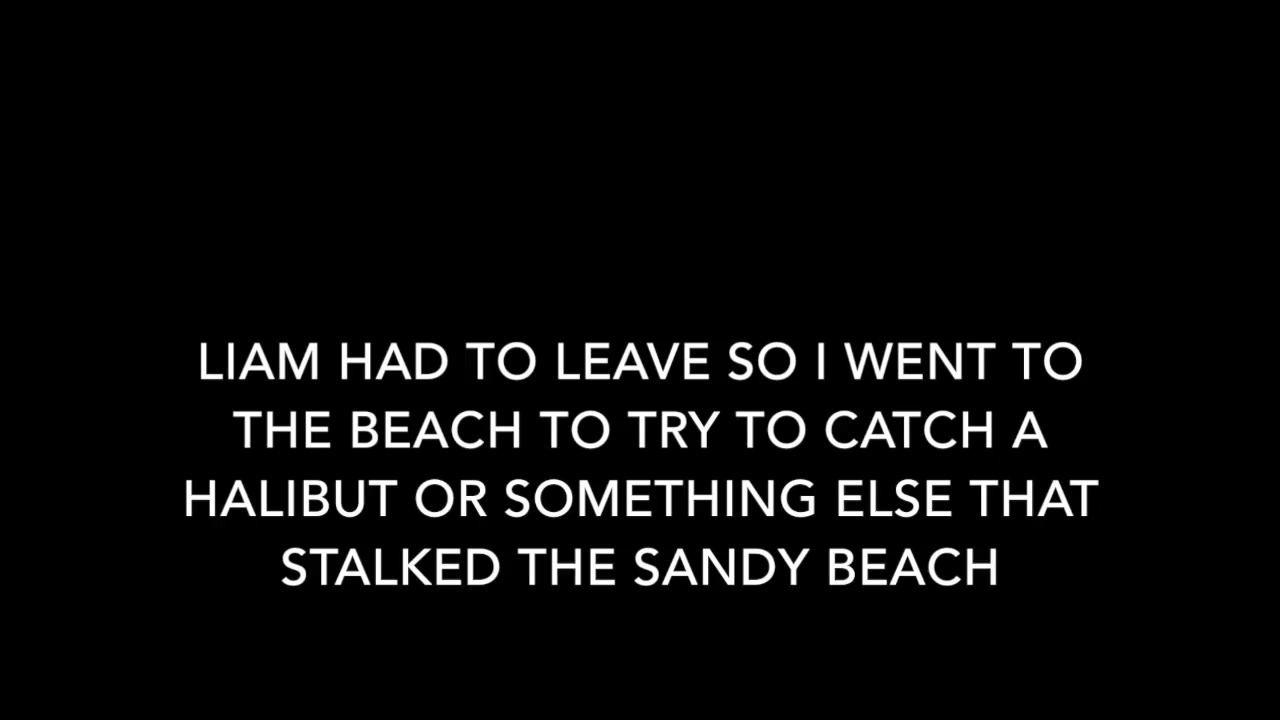 LIAM HAD TO LEAVE SO I WENT TO
THE BEACH TO TRY TO CATCH A
HALIBUT OR SOMETHING ELSE THAT
STALKED THE SANDY BEACH